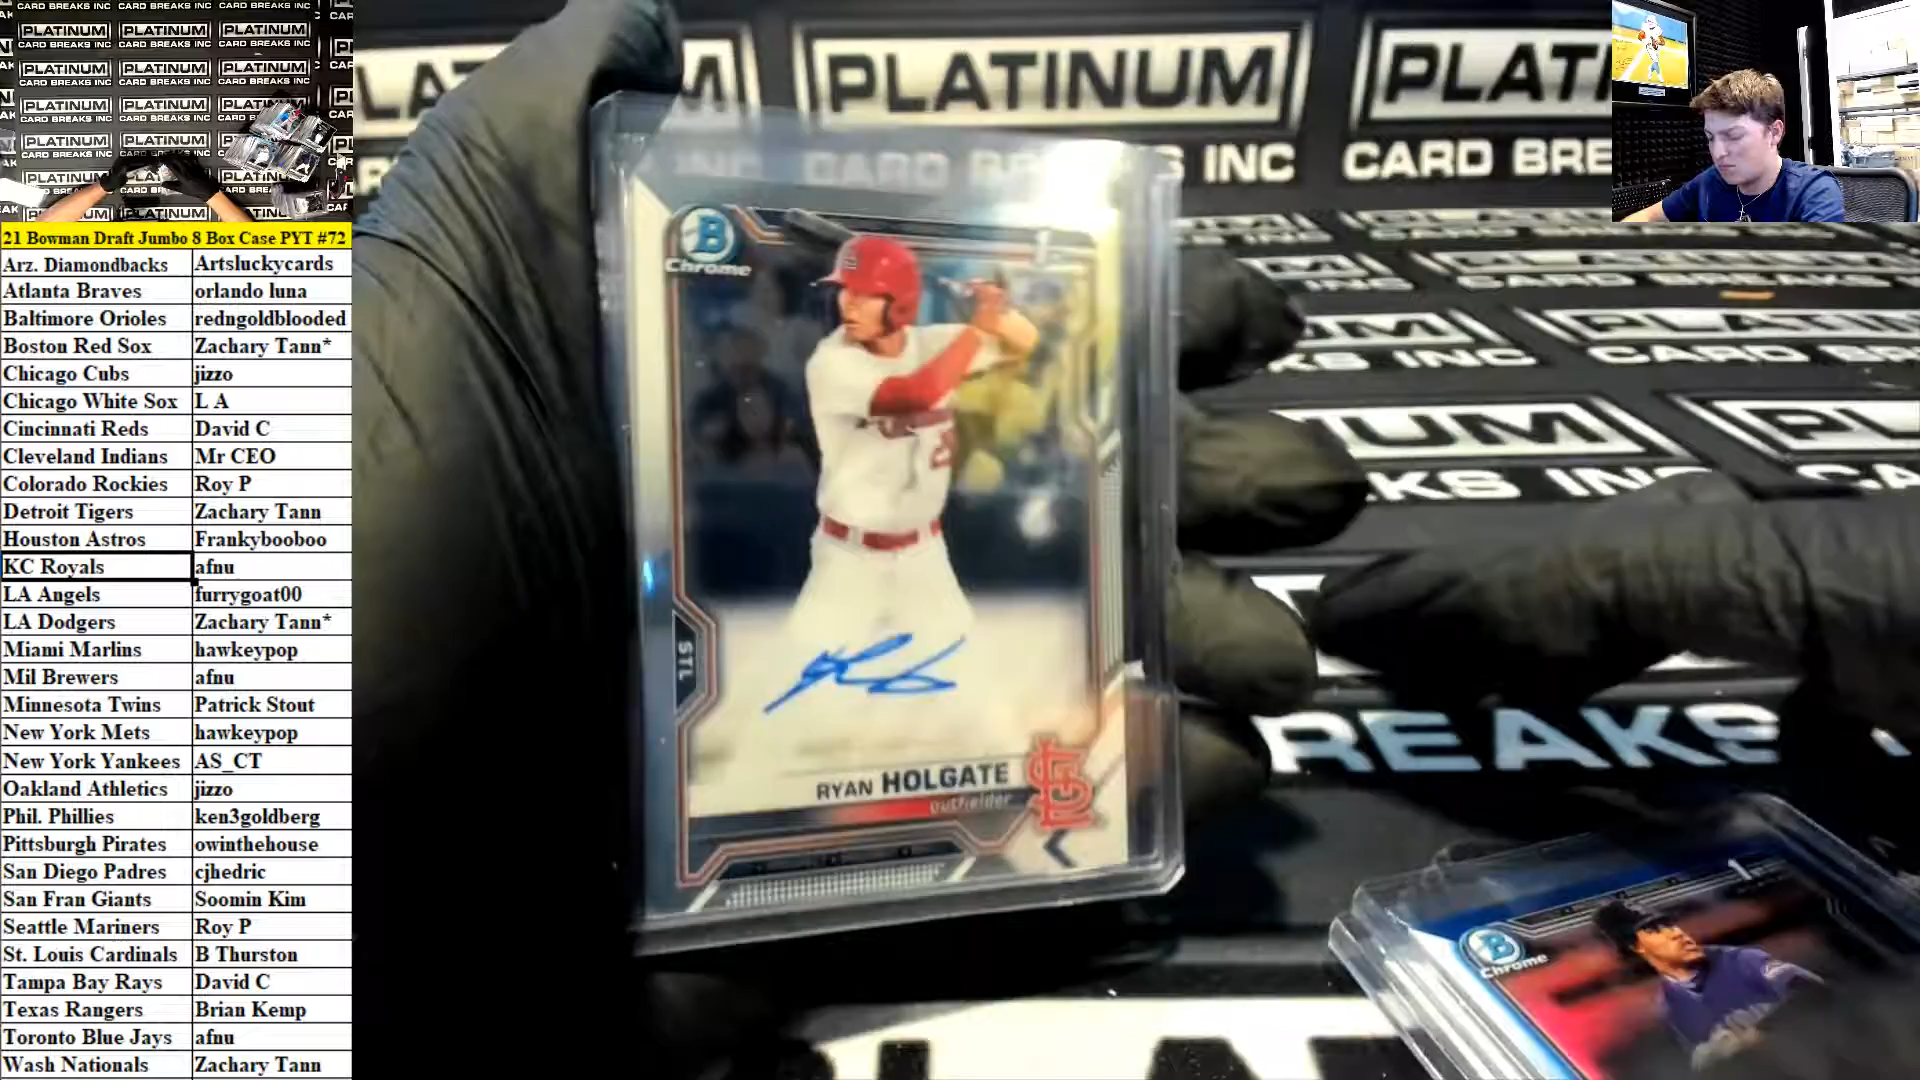 21 Bowman Draft Jumbo 8 Box Case PYT #72
Arz. Diamondbacks Artsluckycards
Atlanta Braves orlando luna
Baltimore Orioles redngoldblooded
Boston Red Sox Zachary Tann*
Chicago Cubs jizzo
Chicago White Sox L A
Cincinnati Reds David C
Cleveland Indians Mr CEO
Colorado Rockies Roy P
Detroit Tigers Zachary Tann
Houston Astros Frankybooboo
KC Royals afnu
LA Angels furrygoat00
LA Dodgers Zachary Tann*
Miami Marlins hawkeypop
Mil Brewers afnu
Minnesota Twins Patrick Stout
New York Mets hawkeypop
New York Yankees AS_CT
Oakland Athletics jizzo
Phil. Phillies ken3goldberg
Pittsburgh Pirates owinthehouse
San Diego Padres cjhedric
San Fran Giants Soomin Kim
Seattle Mariners Roy P
St. Louis Cardinals B Thurston
Tampa Bay Rays David C
Texas Rangers Brian Kemp
Toronto Blue Jays afnu
Wash Nationals Zachary Tann
PLATINUM
CARD BREAKS INC
B
Chrome
1
STL
RYAN HOLGATE
outfielder
STL
B
Chrome
1